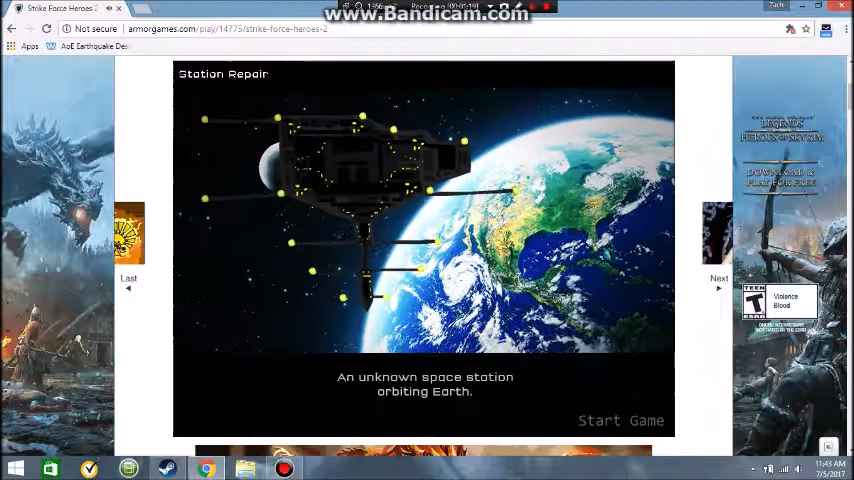 www.Bandicam.com
Strike Force Heroes 2
Zach
Not secure
armorgames.com/play/14775/strike-force-heroes-2
Apps
AoE Earthquake Des
Station Repair
LEGENDS
HEROES OF SKYRIM
DOWNLOAD &
PLAY FOR FREE
Last
Next
TEEN
T
ESRB
Violence
Blood
An unknown space station
orbiting Earth.
Start Game
11:43 AM
7/5/2017